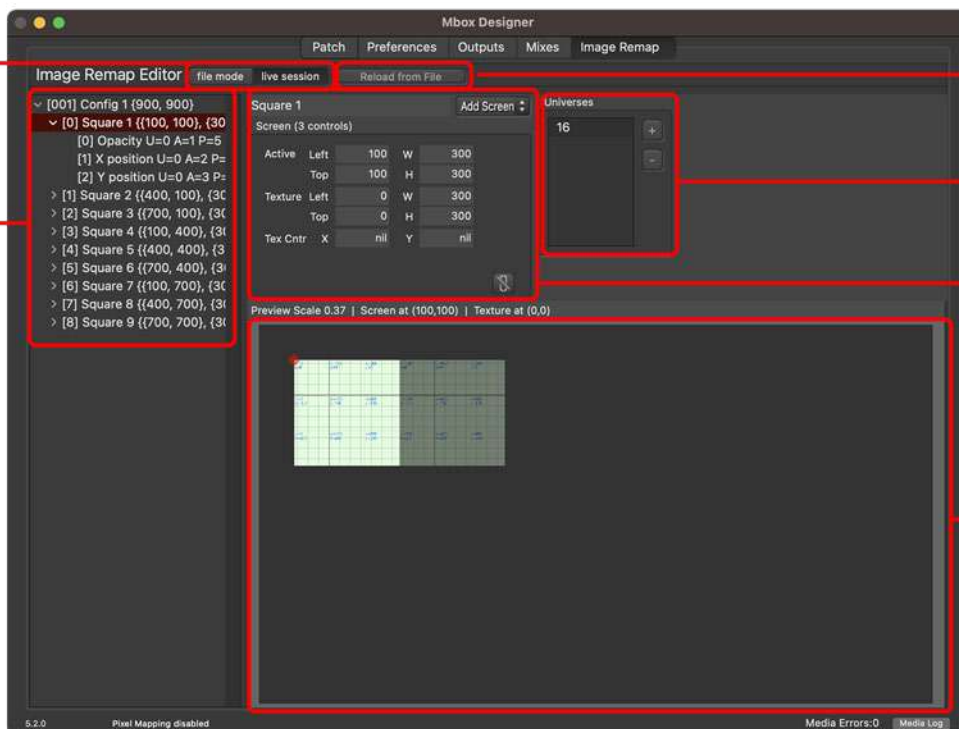 Mbox Designer
Patch Preferences Outputs Mixes Image Remap
Image Remap Editor file mode live session Reload from File
[001] Config 1 {900, 900}
[0] Square 1 {{100, 100}, {30
[0] Opacity U=0 A=1 P=5
[1] X position U=0 A=2 P=
[2] Y position U=0 A=3 P=
[1] Square 2 {{400, 100}, {30
[2] Square 3 {{700, 100}, {30
[3] Square 4 {{100, 400}, {30
[4] Square 5 {{400, 400}, {3
[5] Square 6 {{700, 400}, {30
[6] Square 7 {{100, 700}, {30
[7] Square 8 {{400, 700}, {30
[8] Square 9 {{700, 700}, {30
Square 1 Add Screen
Screen (3 controls)
Active Left 100 W 300
Top 100 H 300
Texture Left 0 W 300
Top 0 H 300
Tex Cntr X nil Y nil
Universes
16
+
-
Preview Scale 0.37 | Screen at (100,100) | Texture at (0,0)
5.2.0 Pixel Mapping disabled Media Errors:0 Media Log